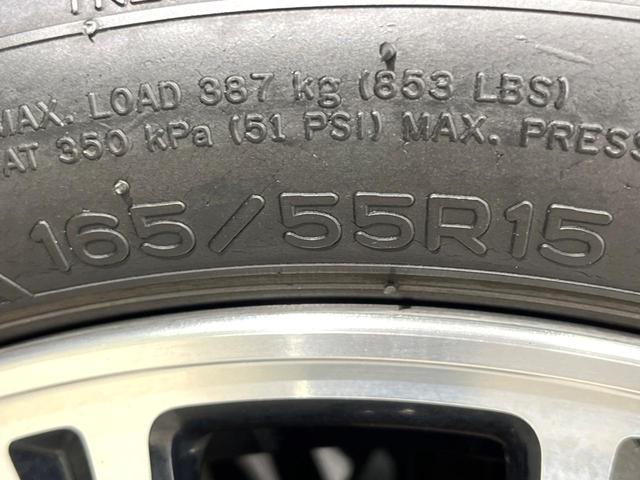 MAX. LOAD 387 kg (853 LBS)
AT 350 kPa (51 PSI) MAX. PRESS
165/55R15